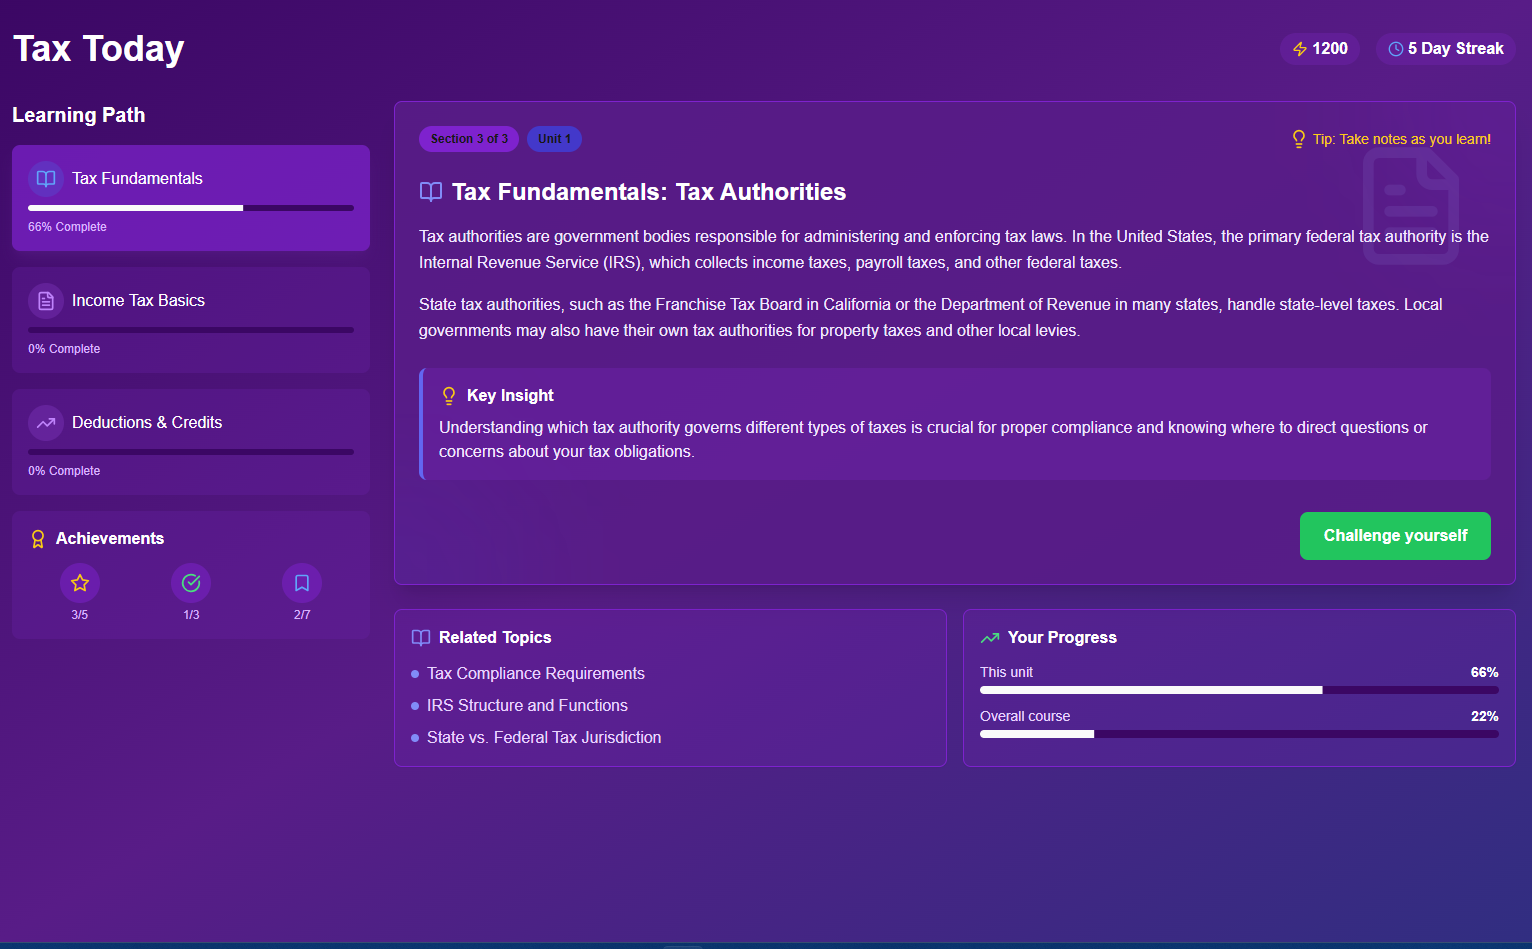 Tax Today
1200
5 Day Streak
Learning Path
Tax Fundamentals
66% Complete
Income Tax Basics
0% Complete
Deductions & Credits
0% Complete
Achievements
3/5
1/3
2/7
Section 3 of 3
Unit 1
Tip: Take notes as you learn!
Tax Fundamentals: Tax Authorities
Tax authorities are government bodies responsible for administering and enforcing tax laws. In the United States, the primary federal tax authority is the
Internal Revenue Service (IRS), which collects income taxes, payroll taxes, and other federal taxes.
State tax authorities, such as the Franchise Tax Board in California or the Department of Revenue in many states, handle state-level taxes. Local
governments may also have their own tax authorities for property taxes and other local levies.
Key Insight
Understanding which tax authority governs different types of taxes is crucial for proper compliance and knowing where to direct questions or
concerns about your tax obligations.
Challenge yourself
Related Topics
Tax Compliance Requirements
IRS Structure and Functions
State vs. Federal Tax Jurisdiction
Your Progress
This unit
66%
Overall course
22%